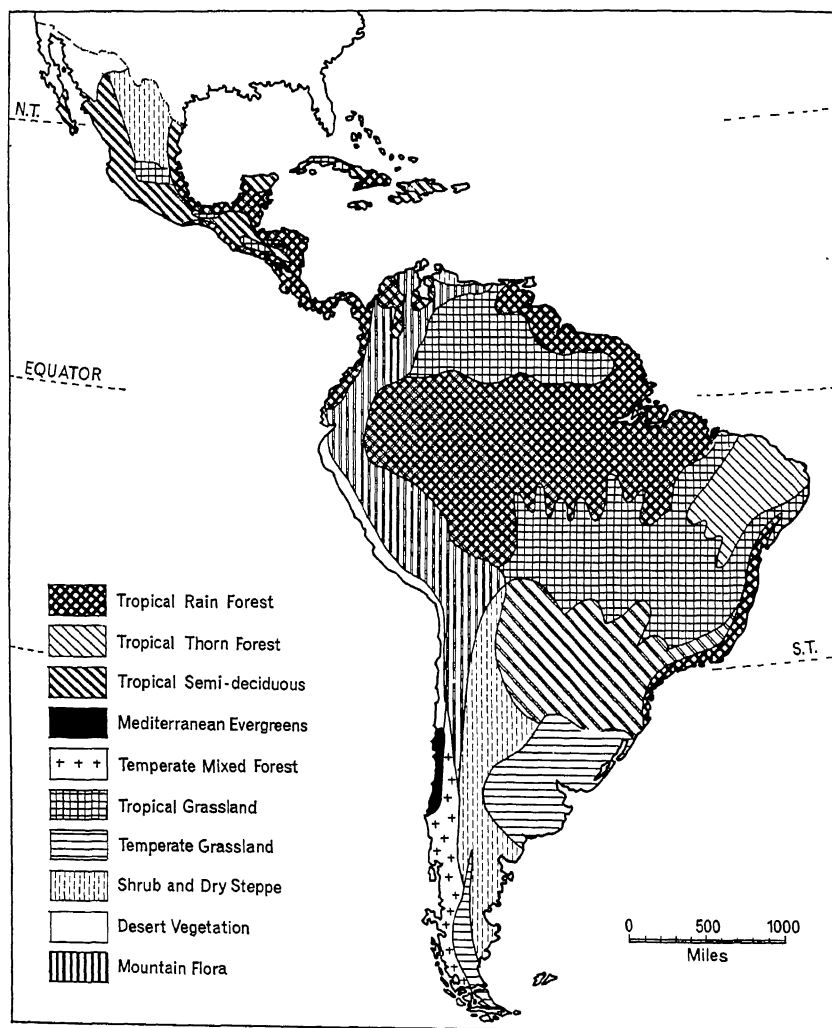 N.T.
EQUATOR
S.T.
Tropical Rain Forest
Tropical Thorn Forest
Tropical Semi-deciduous
Mediterranean Evergreens
Temperate Mixed Forest
Tropical Grassland
Temperate Grassland
Shrub and Dry Steppe
Desert Vegetation
Mountain Flora
0 500 1000
Miles